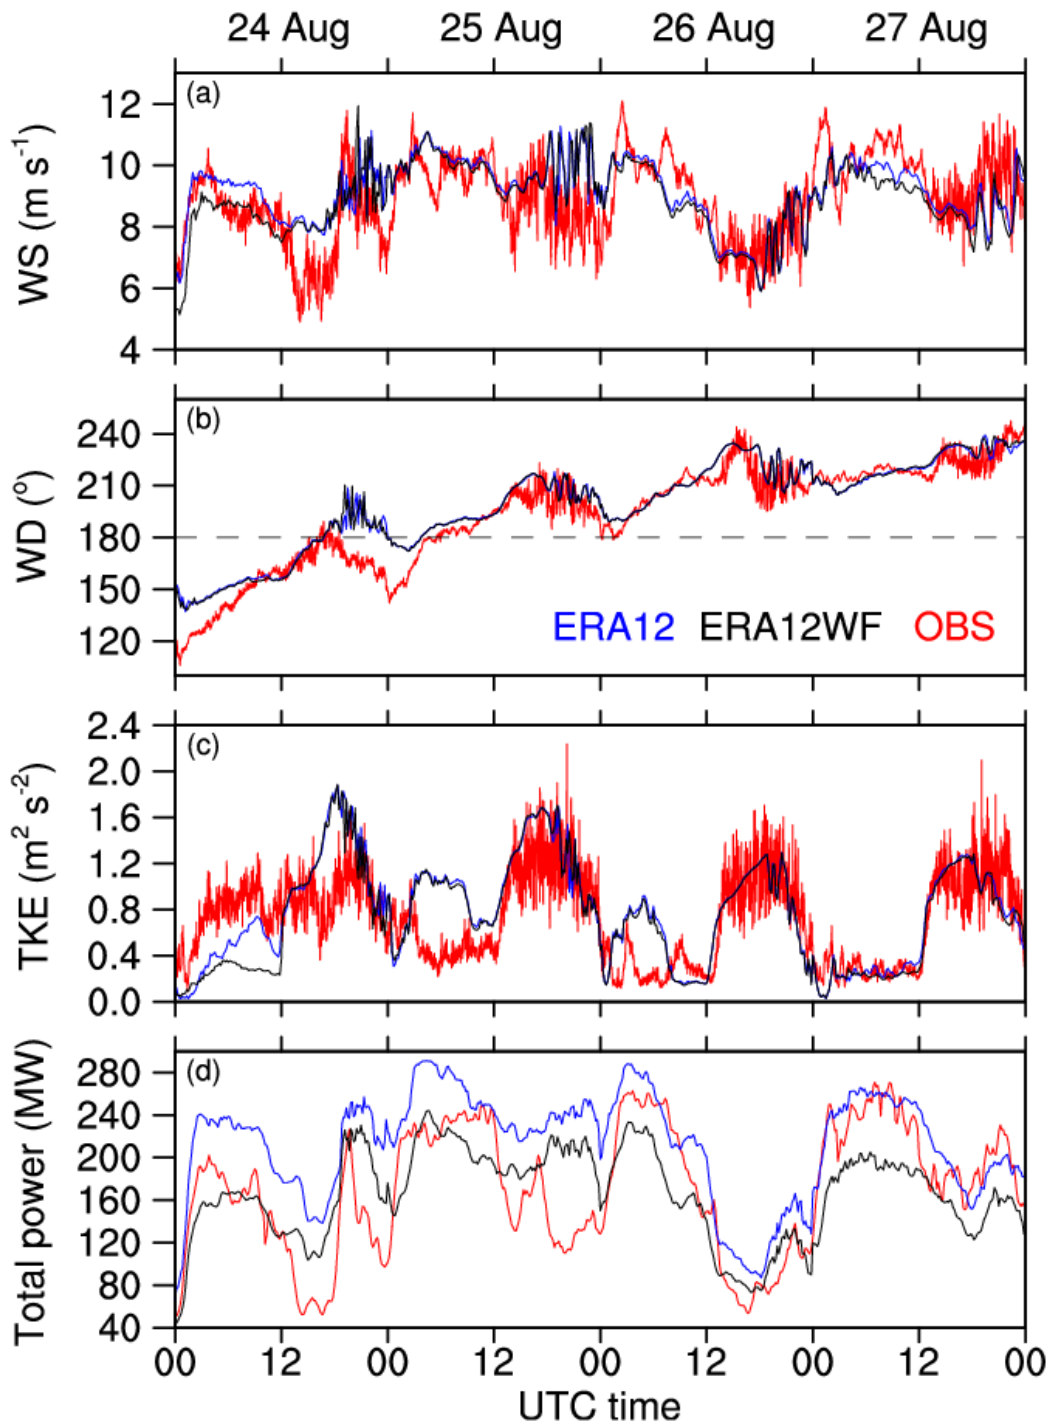 24 Aug 25 Aug 26 Aug 27 Aug
(a)
WS (m s-1)
12
10
8
6
4
(b)
WD (o)
240
210
180
150
120
ERA12 ERA12WF OBS
(c)
TKE (m2 s-2)
2.4
2.0
1.6
1.2
0.8
0.4
0.0
(d)
Total power (MW)
280
240
200
160
120
80
40
00 12 00 12 00 12 00 12 00
UTC time